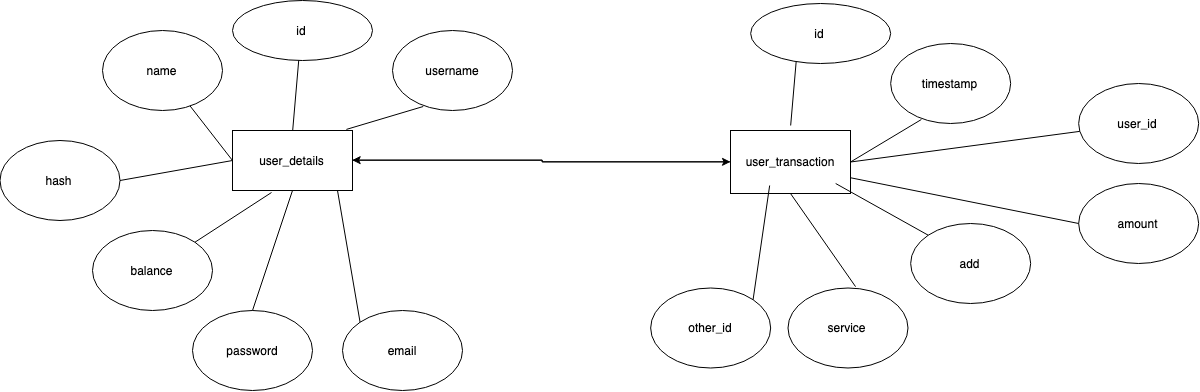 id
name
username
hash
user_details
balance
password
email
id
timestamp
user_id
user_transaction
amount
add
other_id
service